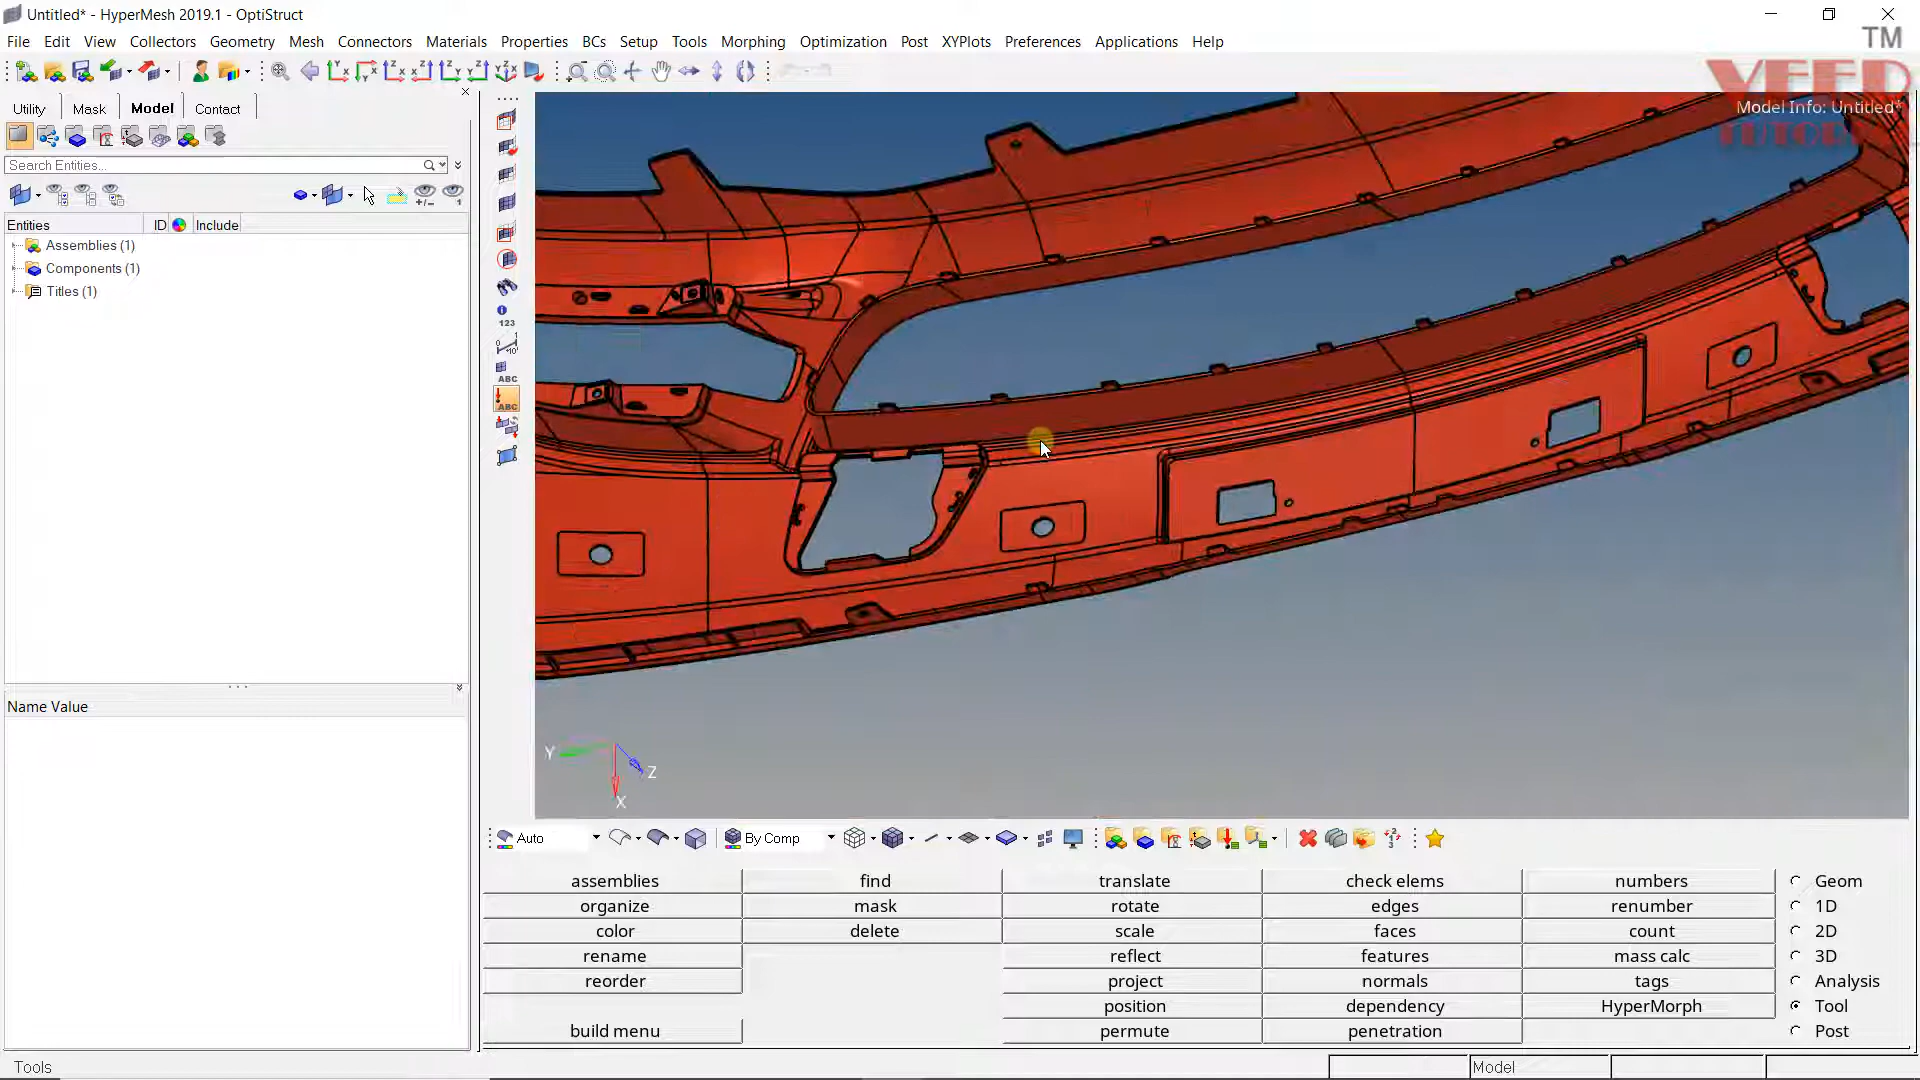 Untitled* - HyperMesh 2019.1 - OptiStruct
File Edit View Collectors Geometry Mesh Connectors Materials Properties BCs Setup Tools Morphing Optimization Post XYPlots Preferences Applications Help
TM
VEED
Model Info: Untitled*
Utility Mask Model Contact
Search Entities...
Entities ID Include
Assemblies (1)
Components (1)
Titles (1)
123
ABC
ABC
Name Value
Y Z
X
Auto By Comp
assemblies find translate check elems numbers Geom
organize mask rotate edges renumber 1D
color delete scale faces count 2D
rename reflect features mass calc 3D
reorder project normals tags Analysis
position dependency HyperMorph Tool
build menu permute penetration Post
Tools Model